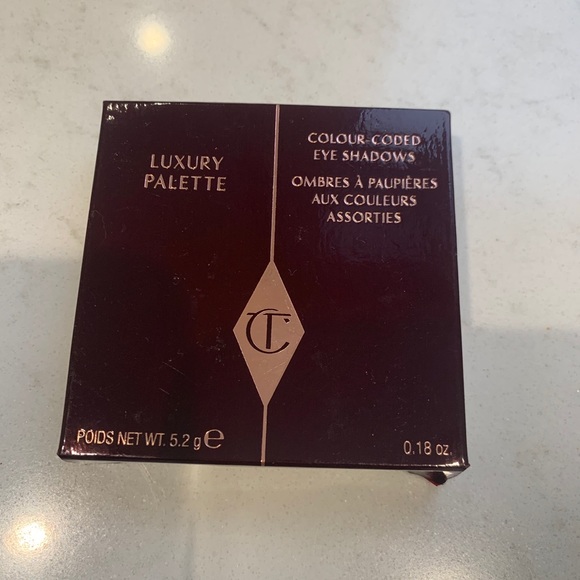 LUXURY
PALETTE
COLOUR-CODED
EYE SHADOWS
OMBRES À PAUPIÈRES
AUX COULEURS
ASSORTIES
CT
POIDS NET WT. 5.2 g ℮
0.18 oz.